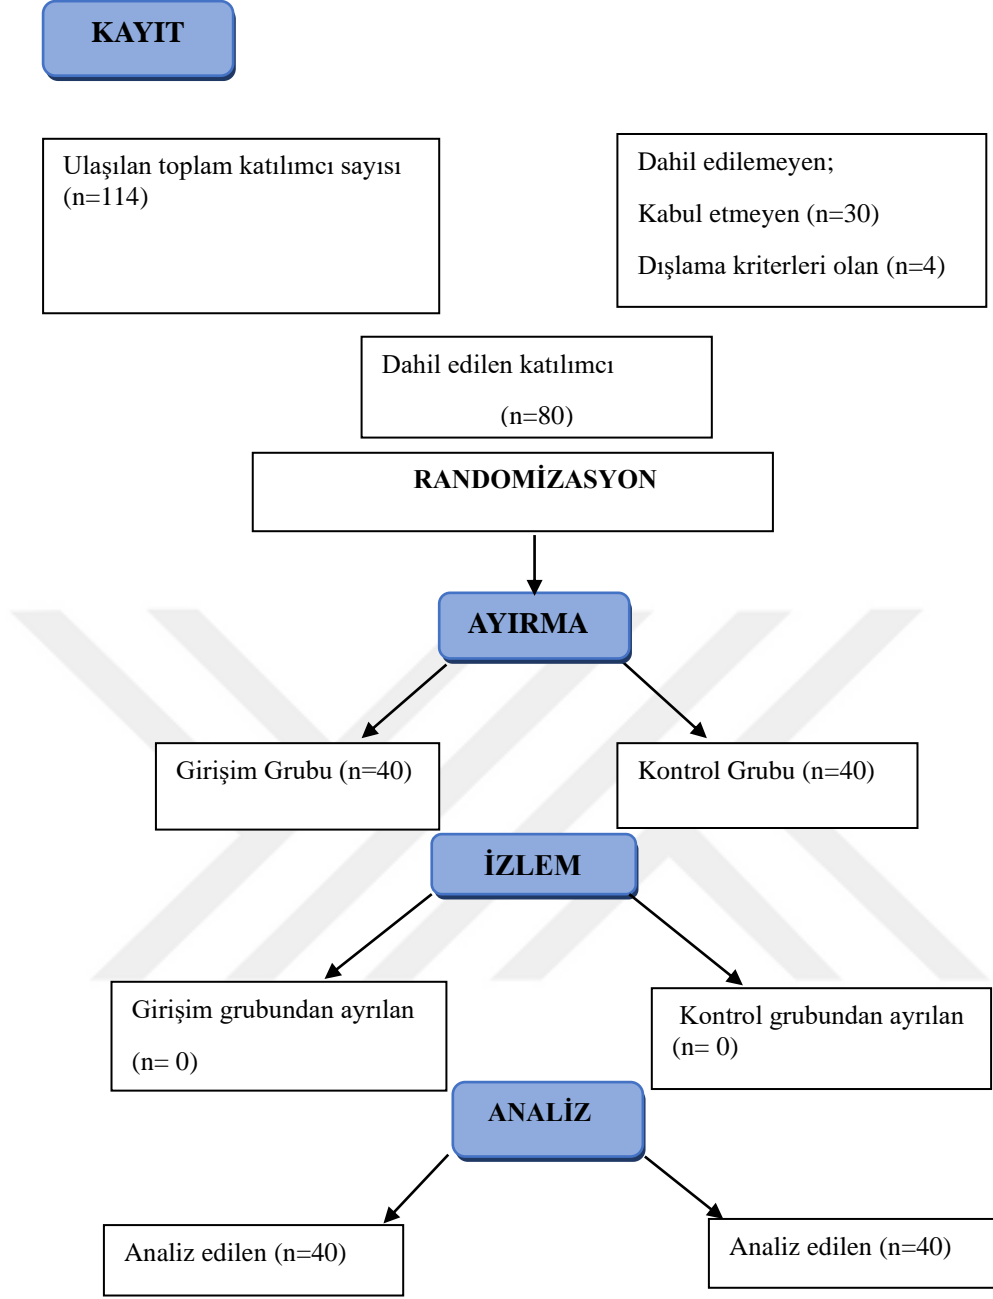 KAYIT
Ulaşılan toplam katılımcı sayısı
(n=114)
Dahil edilemeyen;
Kabul etmeyen (n=30)
Dışlama kriterleri olan (n=4)
Dahil edilen katılımcı
(n=80)
RANDOMİZASYON
AYIRMA
Girişim Grubu (n=40)
Kontrol Grubu (n=40)
İZLEM
Girişim grubundan ayrılan
(n= 0)
Kontrol grubundan ayrılan
(n= 0)
ANALİZ
Analiz edilen (n=40)
Analiz edilen (n=40)